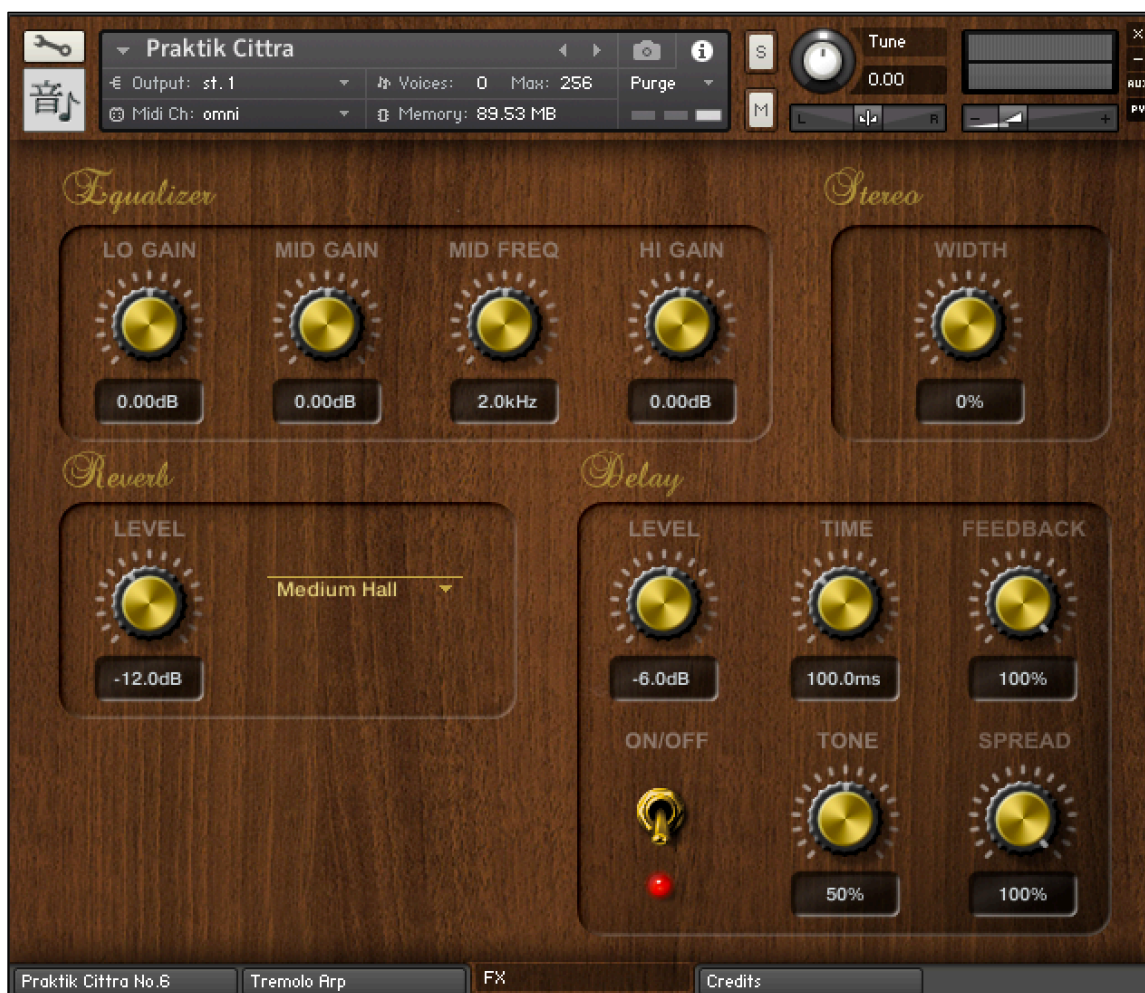 Praktik Cittra
S
Tune
0.00
×
-
AUX
PV
音
Output: st. 1
Voices: 0 Max: 256
Purge
Midi Ch: omni
Memory: 89.53 MB
M
L
R
-
+
Equalizer
Stereo
LO GAIN
MID GAIN
MID FREQ
HI GAIN
WIDTH
0.00dB
0.00dB
2.0kHz
0.00dB
0%
Reverb
Delay
LEVEL
Medium Hall
-12.0dB
LEVEL
TIME
FEEDBACK
-6.0dB
100.0ms
100%
ON/OFF
TONE
SPREAD
50%
100%
Praktik Cittra No.6
Tremolo Arp
FX
Credits